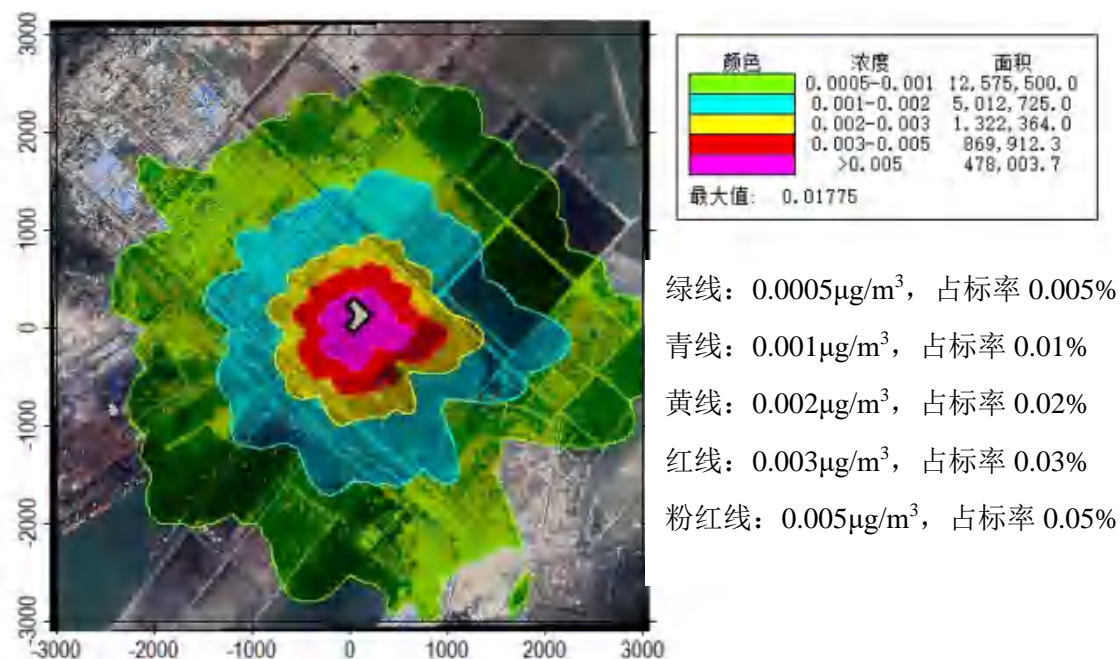 3000
2000
1000
0
-1000
-2000
-3000
-3000 -2000 -1000 0 1000 2000 3000
颜色 浓度 面积
0.0005-0.001 12,575,500.0
0.001-0.002 5,012,725.0
0.002-0.003 1.322,364.0
0.003-0.005 869,912.3
>0.005 478,003.7
最大值: 0.01775
绿线：0.0005μg/m³，占标率 0.005%
青线：0.001μg/m³，占标率 0.01%
黄线：0.002μg/m³，占标率 0.02%
红线：0.003μg/m³，占标率 0.03%
粉红线：0.005μg/m³，占标率 0.05%